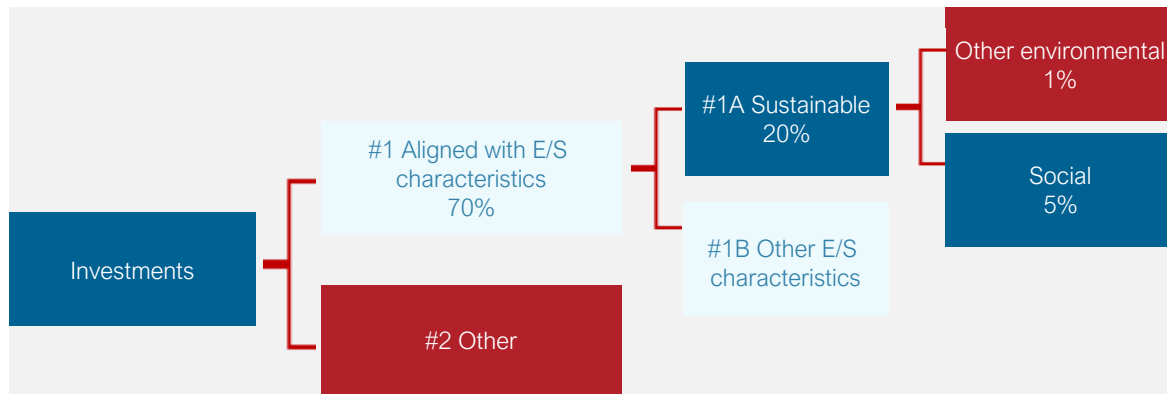 Investments
#1 Aligned with E/S
characteristics
70%
#2 Other
#1A Sustainable
20%
#1B Other E/S
characteristics
Other environmental
1%
Social
5%